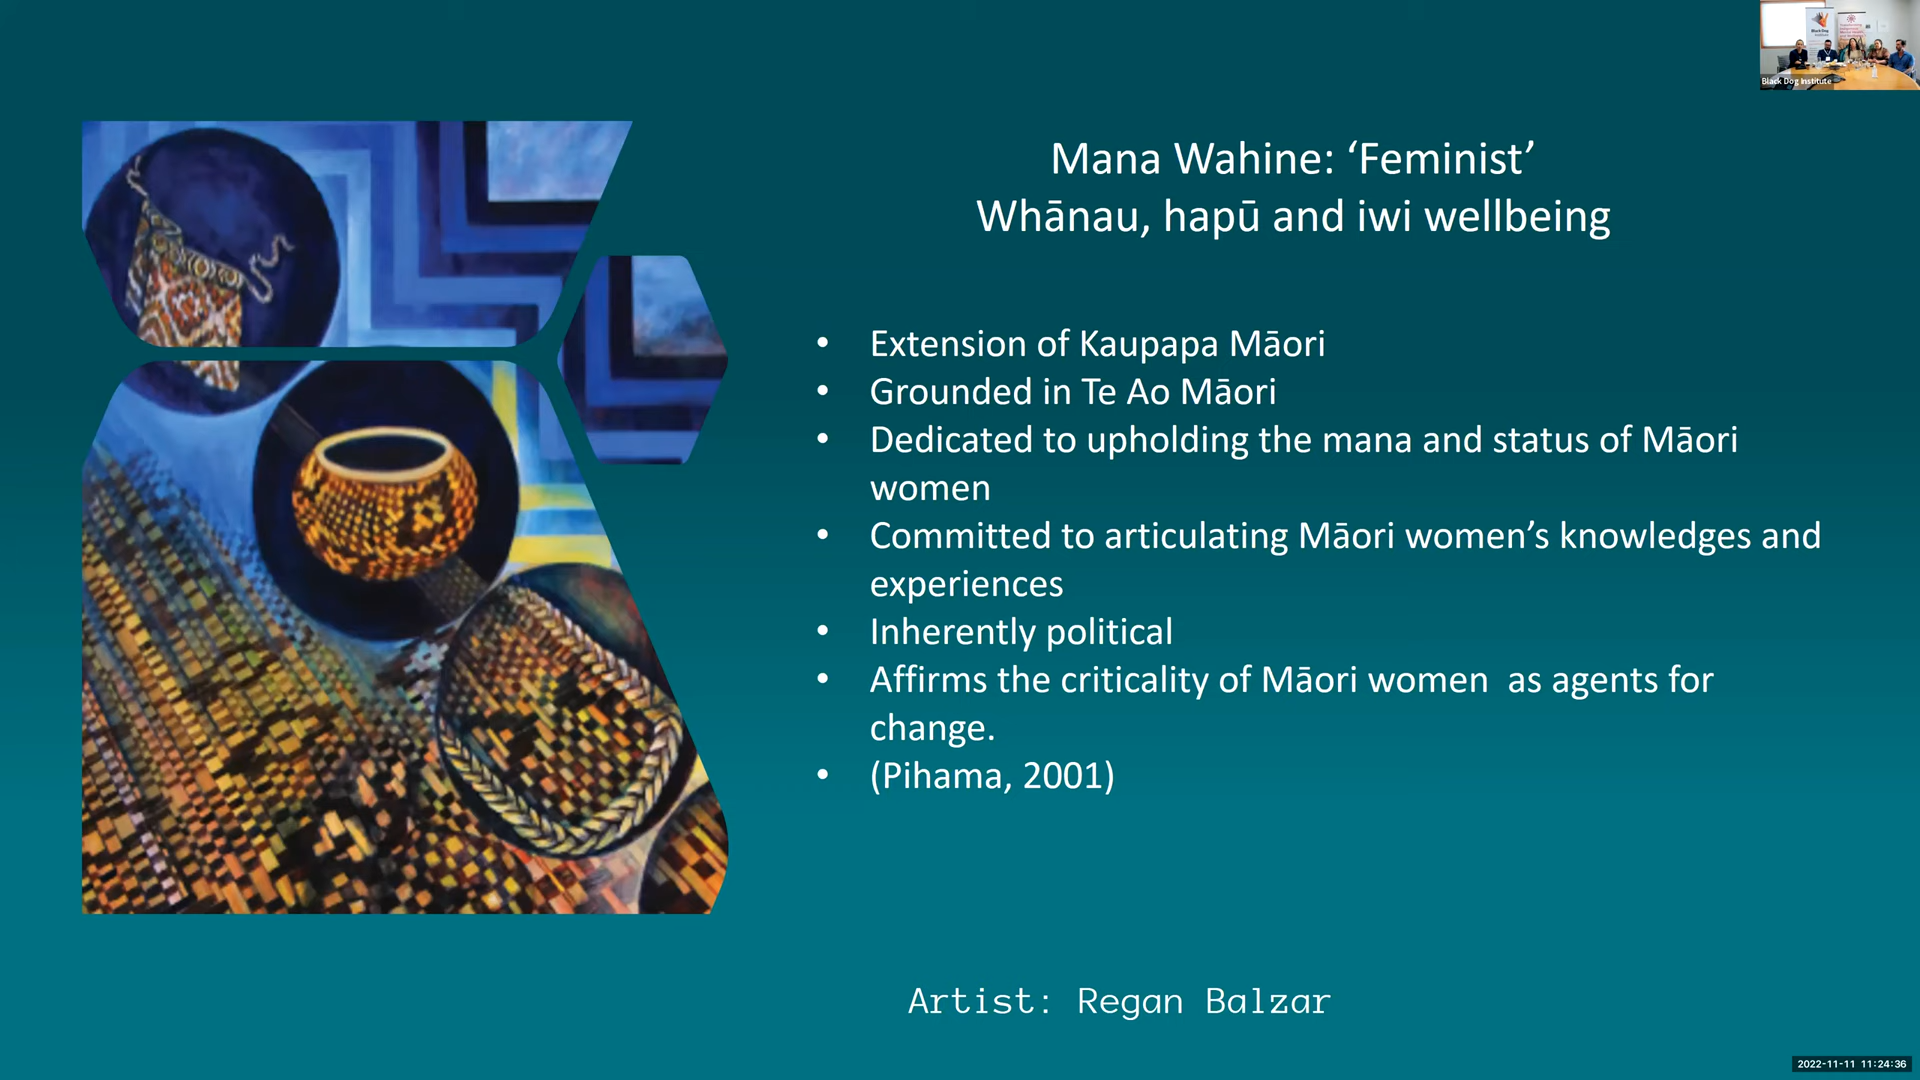 Black Dog Institute
Mana Wahine: ‘Feminist’
Whānau, hapū and iwi wellbeing
• Extension of Kaupapa Māori
• Grounded in Te Ao Māori
• Dedicated to upholding the mana and status of Māori
women
• Committed to articulating Māori women’s knowledges and
experiences
• Inherently political
• Affirms the criticality of Māori women  as agents for
change.
• (Pihama, 2001)
Artist: Regan Balzar
2022-11-11 11:24:36